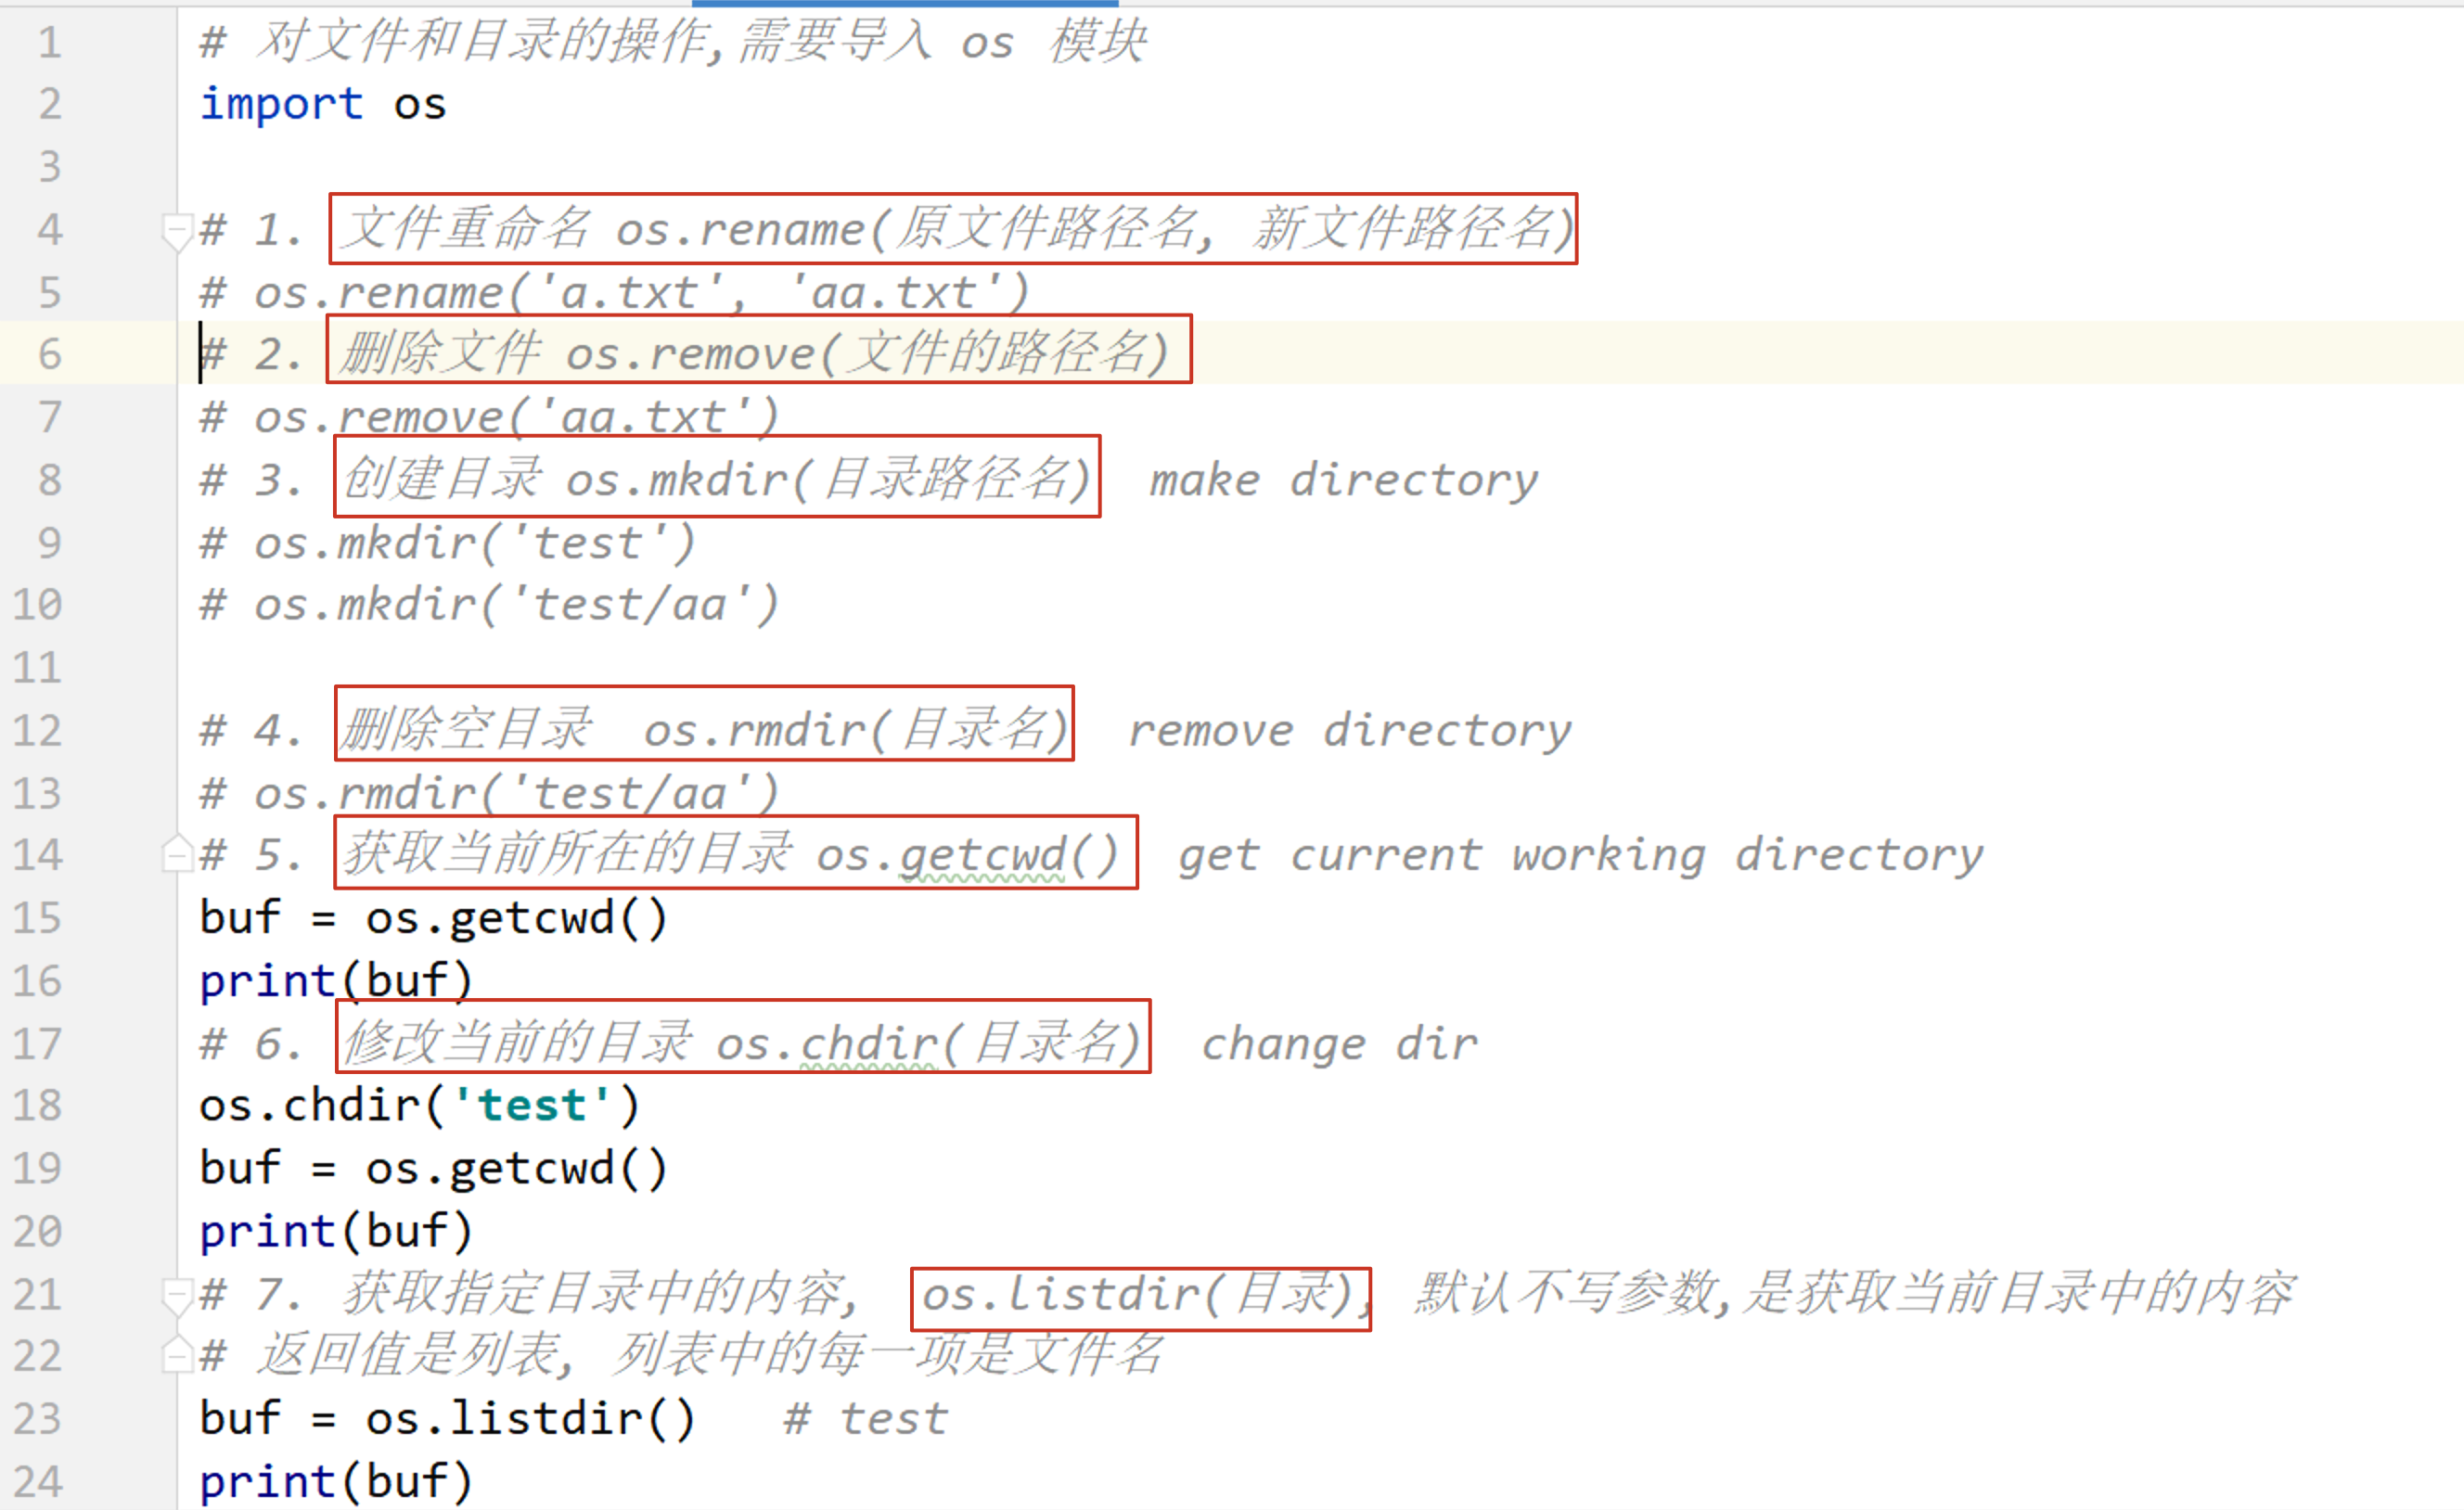 1 # 对文件和目录的操作,需要导入 os 模块
2 import os
3
4 # 1. 文件重命名 os.rename(原文件路径名, 新文件路径名)
5 # os.rename('a.txt', 'aa.txt')
6 # 2. 删除文件 os.remove(文件的路径名)
7 # os.remove('aa.txt')
8 # 3. 创建目录 os.mkdir(目录路径名) make directory
9 # os.mkdir('test')
10 # os.mkdir('test/aa')
11
12 # 4. 删除空目录 os.rmdir(目录名) remove directory
13 # os.rmdir('test/aa')
14 # 5. 获取当前所在的目录 os.getcwd() get current working directory
15 buf = os.getcwd()
16 print(buf)
17 # 6. 修改当前的目录 os.chdir(目录名) change dir
18 os.chdir('test')
19 buf = os.getcwd()
20 print(buf)
21 # 7. 获取指定目录中的内容, os.listdir(目录), 默认不写参数,是获取当前目录中的内容
22 # 返回值是列表, 列表中的每一项是文件名
23 buf = os.listdir() # test
24 print(buf)